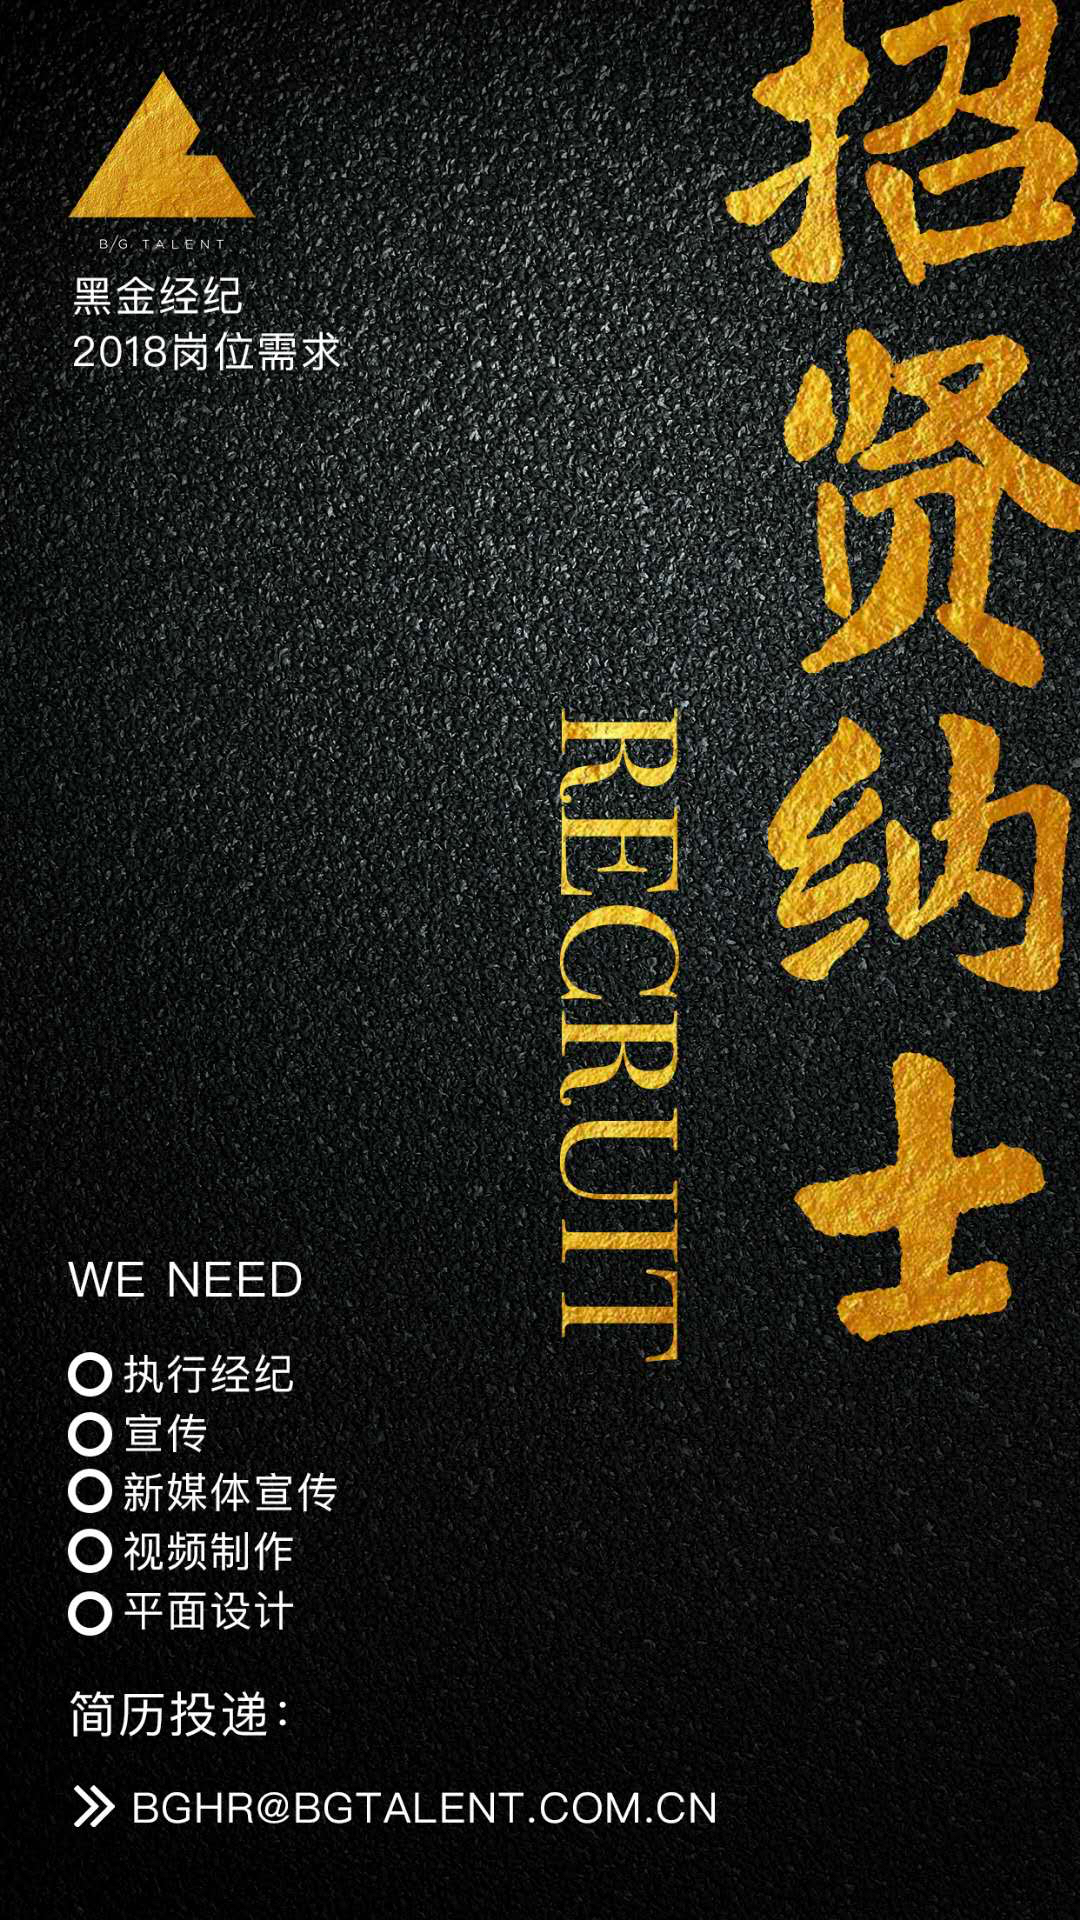 B/G TALENT
黑金经纪
2018岗位需求
招贤纳士
RECRUIT
WE NEED
执行经纪
宣传
新媒体宣传
视频制作
平面设计
简历投递：
BGHR@BGTALENT.COM.CN